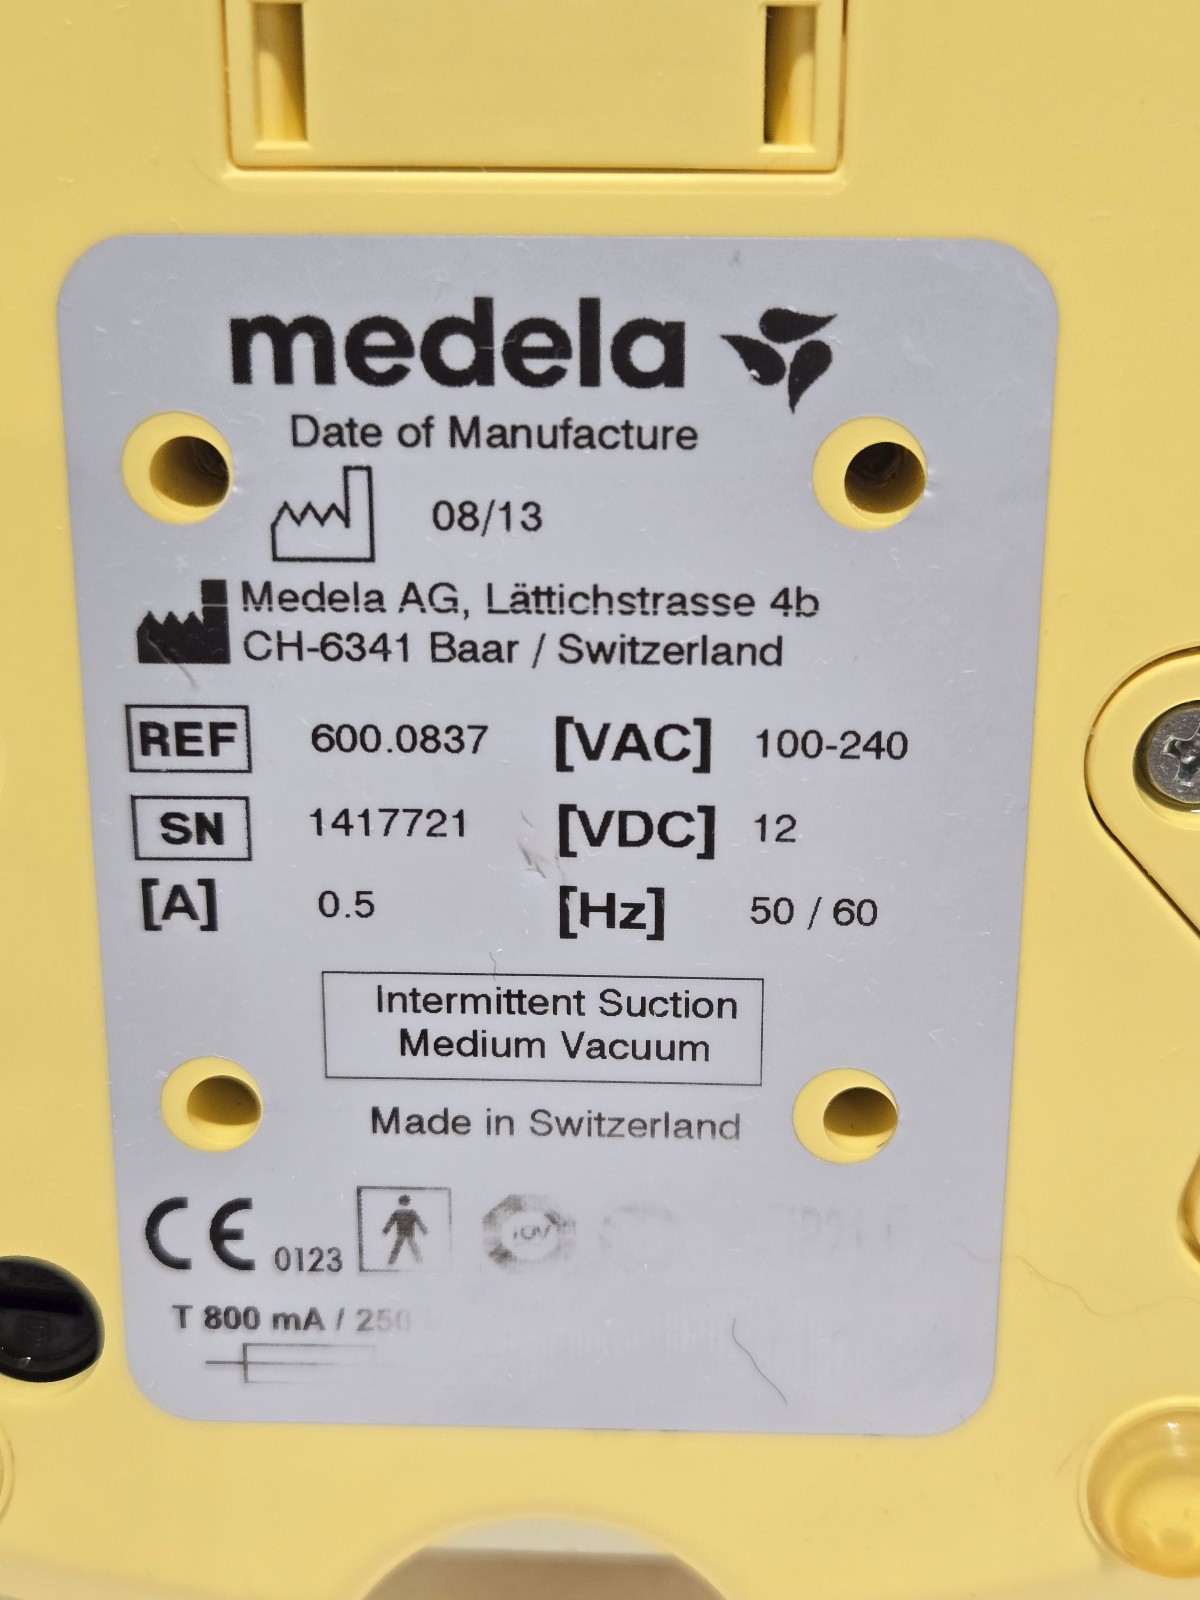 medela
Date of Manufacture
08/13
Medela AG, Lättichstrasse 4b
CH-6341 Baar / Switzerland
REF 600.0837 [VAC] 100-240
SN 1417721 [VDC] 12
[A] 0.5 [Hz] 50 / 60
Intermittent Suction
Medium Vacuum
Made in Switzerland
CE 0123 TÜV
T 800 mA / 250